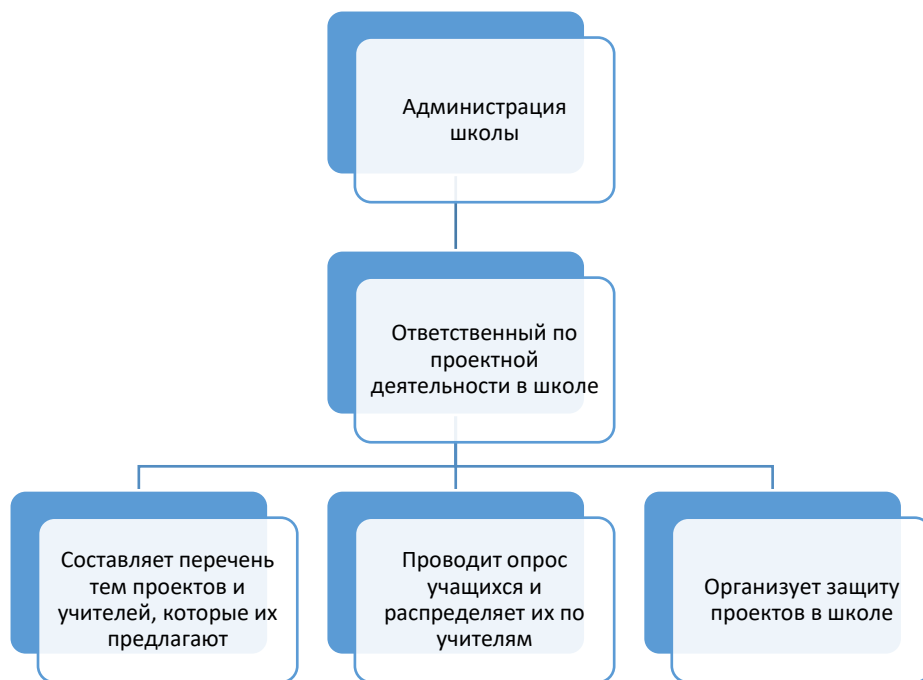 Администрация
школы
Ответственный по
проектной
деятельности в школе
Составляет перечень
тем проектов и
учителей, которые их
предлагают
Проводит опрос
учащихся и
распределяет их по
учителям
Организует защиту
проектов в школе